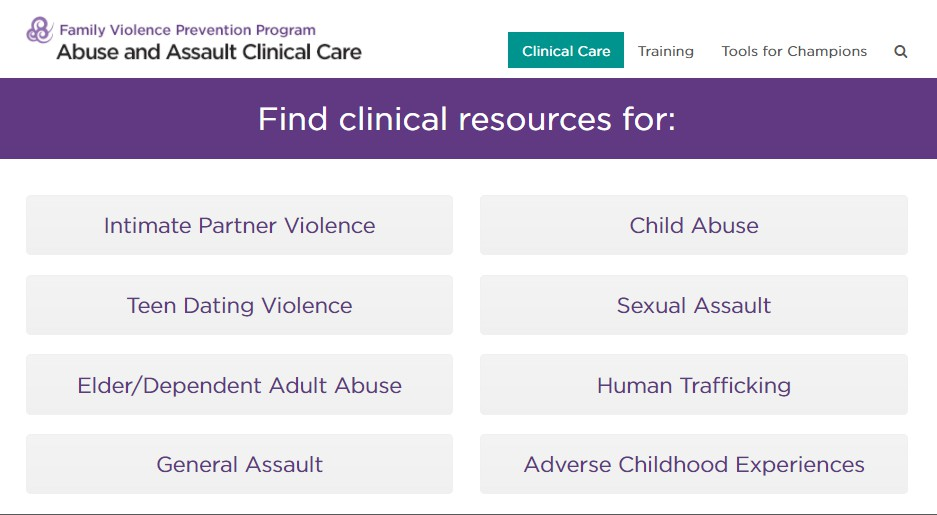 Family Violence Prevention Program
Abuse and Assault Clinical Care
Clinical Care
Training
Tools for Champions
Find clinical resources for:
Intimate Partner Violence
Child Abuse
Teen Dating Violence
Sexual Assault
Elder/Dependent Adult Abuse
Human Trafficking
General Assault
Adverse Childhood Experiences